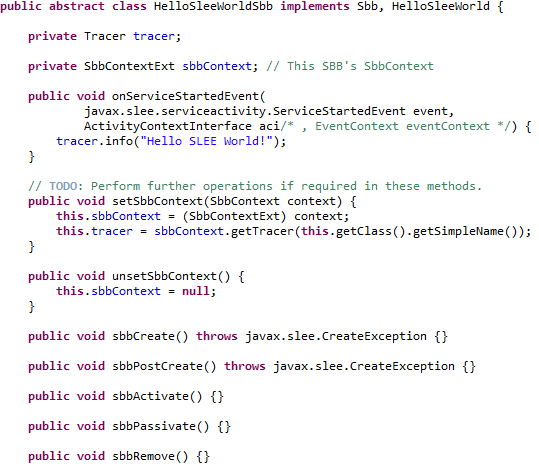 public abstract class HelloSleeWorldSbb implements Sbb, HelloSleeWorld {
private Tracer tracer;
private SbbContextExt sbbContext; // This SBB's SbbContext
public void onServiceStartedEvent(
javax.slee.serviceactivity.ServiceStartedEvent event,
ActivityContextInterface aci/* , EventContext eventContext */) {
tracer.info("Hello SLEE World!");
}
// TODO: Perform further operations if required in these methods.
public void setSbbContext(SbbContext context) {
this.sbbContext = (SbbContextExt) context;
this.tracer = sbbContext.getTracer(this.getClass().getSimpleName());
}
public void unsetSbbContext() {
this.sbbContext = null;
}
public void sbbCreate() throws javax.slee.CreateException {}
public void sbbPostCreate() throws javax.slee.CreateException {}
public void sbbActivate() {}
public void sbbPassivate() {}
public void sbbRemove() {}